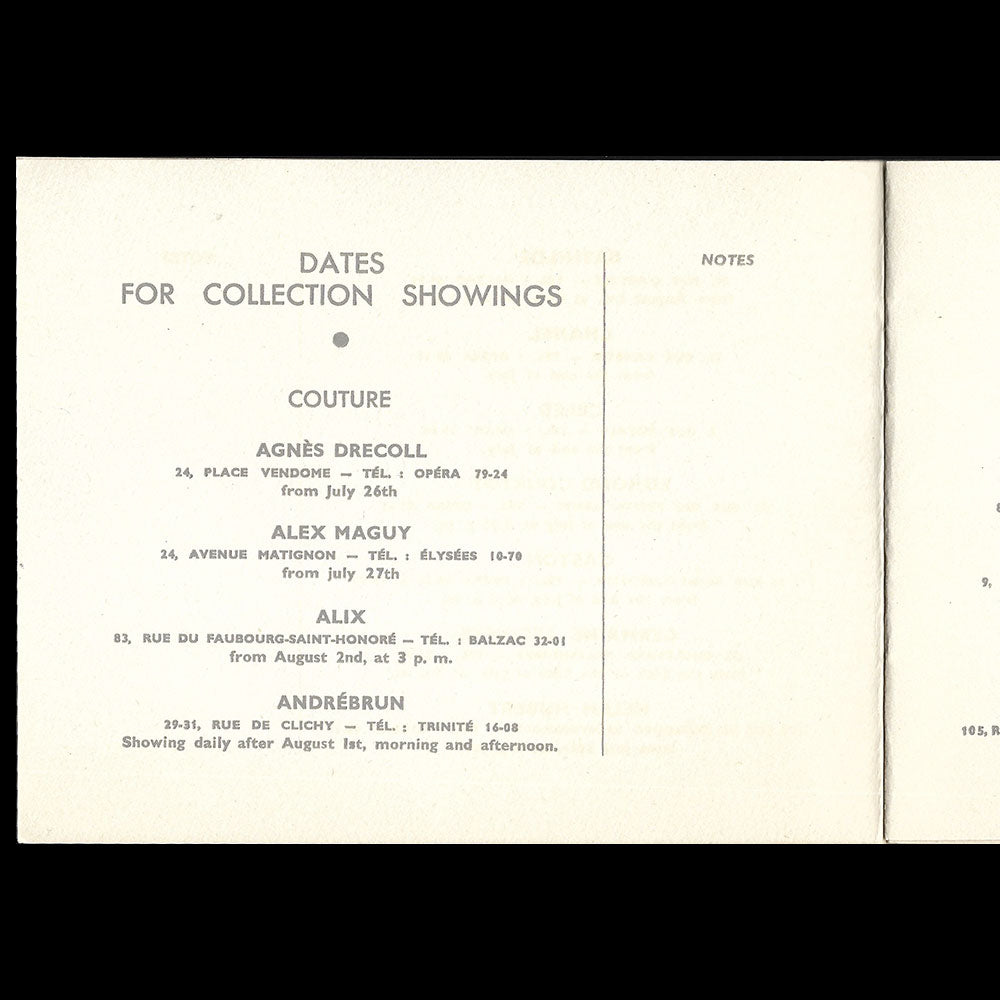 DATES
FOR COLLECTION SHOWINGS
COUTURE
AGNÈS DRECOLL
24, PLACE VENDOME — TÉL. : OPÉRA 79-24
from July 26th
ALEX MAGUY
24, AVENUE MATIGNON — TÉL. : ÉLYSÉES 10-70
from july 27th
ALIX
83, RUE DU FAUBOURG-SAINT-HONORÉ — TÉL. : BALZAC 32-01
from August 2nd, at 3 p. m.
ANDRÉBRUN
29-31, RUE DE CLICHY — TÉL. : TRINITÉ 16-08
Showing daily after August 1st, morning and afternoon.
NOTES
9,
105, R